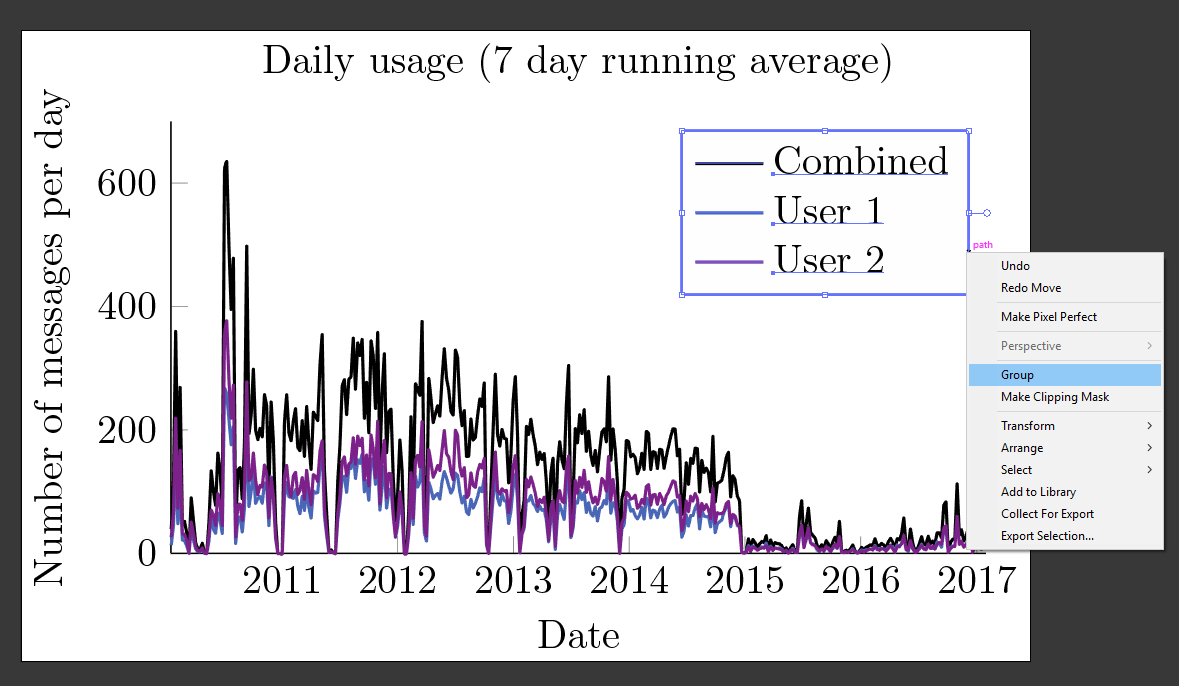 Daily usage (7 day running average)
Number of messages per day
600
400
200
0
Combined
User 1
User 2
path
Undo
Redo Move
Make Pixel Perfect
Perspective
Group
Make Clipping Mask
Transform
Arrange
Select
Add to Library
Collect For Export
Export Selection...
2011 2012 2013 2014 2015 2016 2017
Date